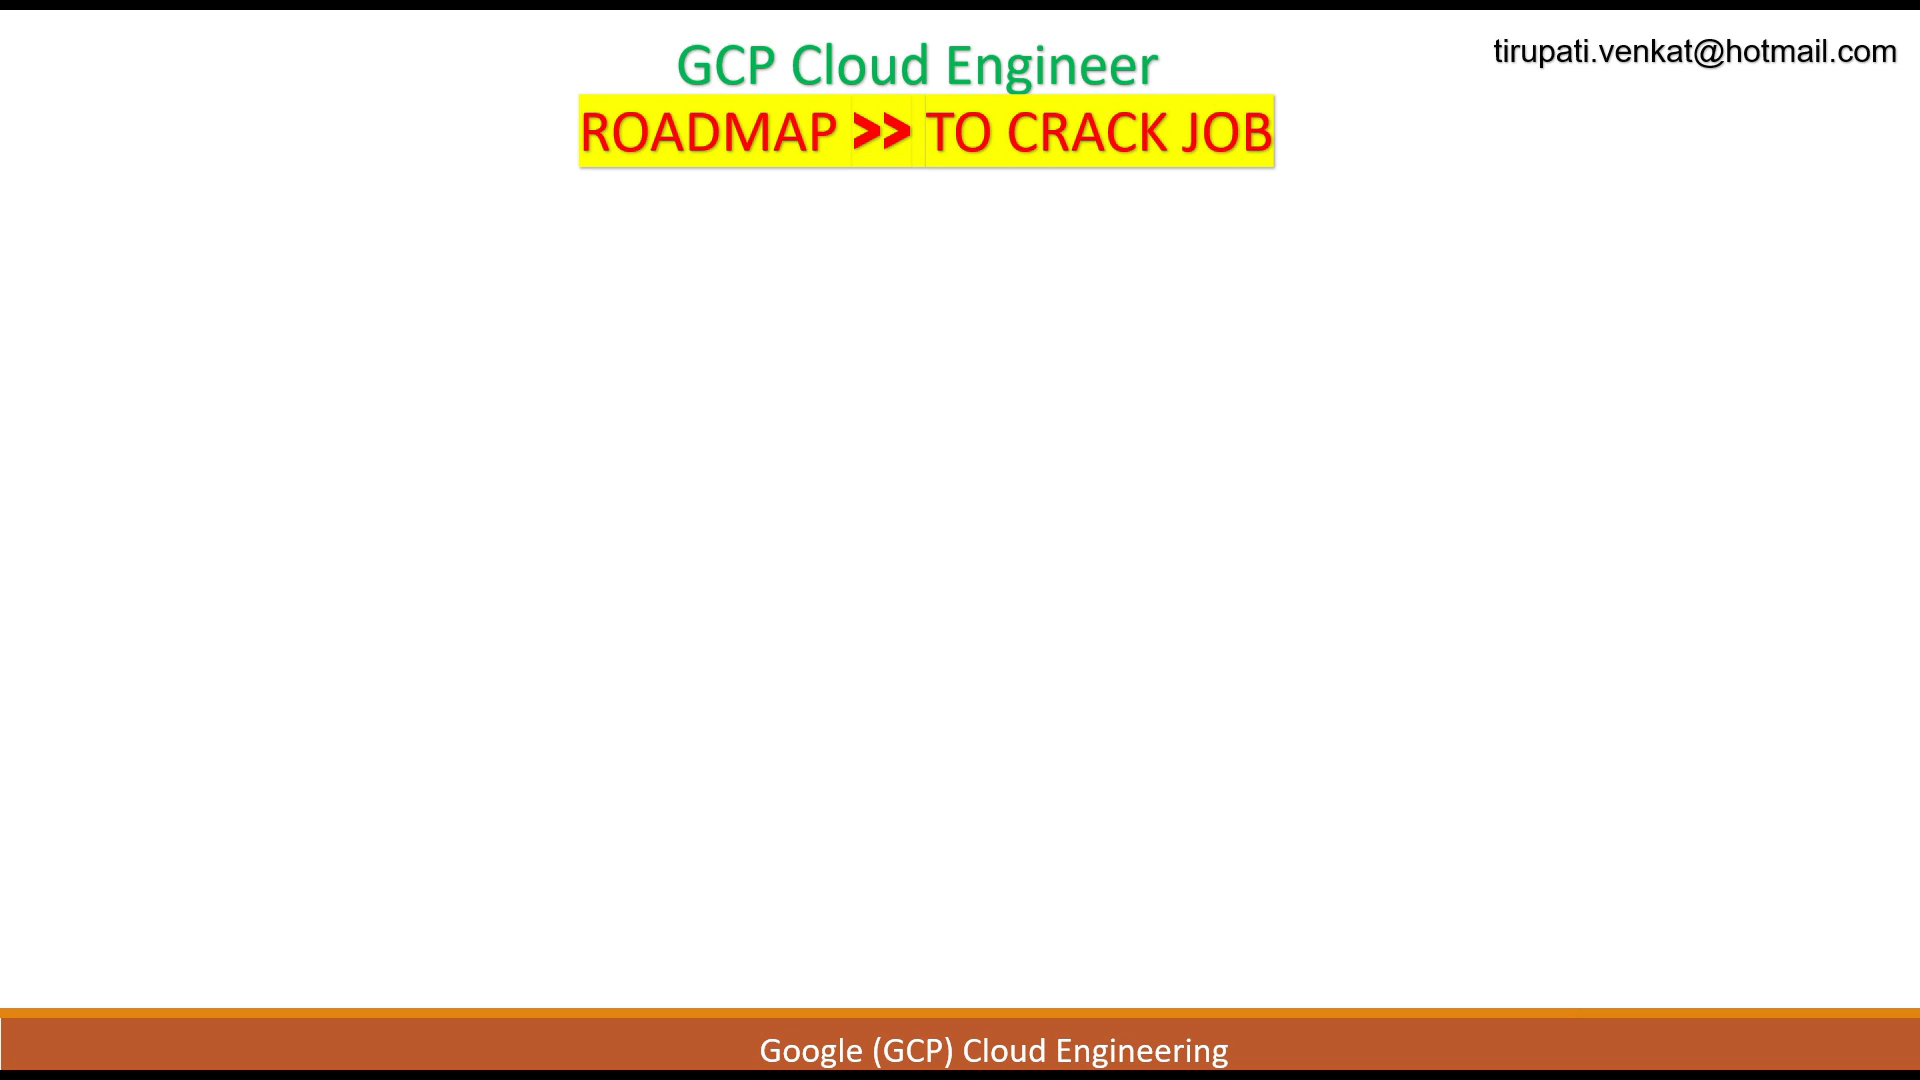 GCP Cloud Engineer
tirupati.venkat@hotmail.com
ROADMAP >> TO CRACK JOB
Google (GCP) Cloud Engineering